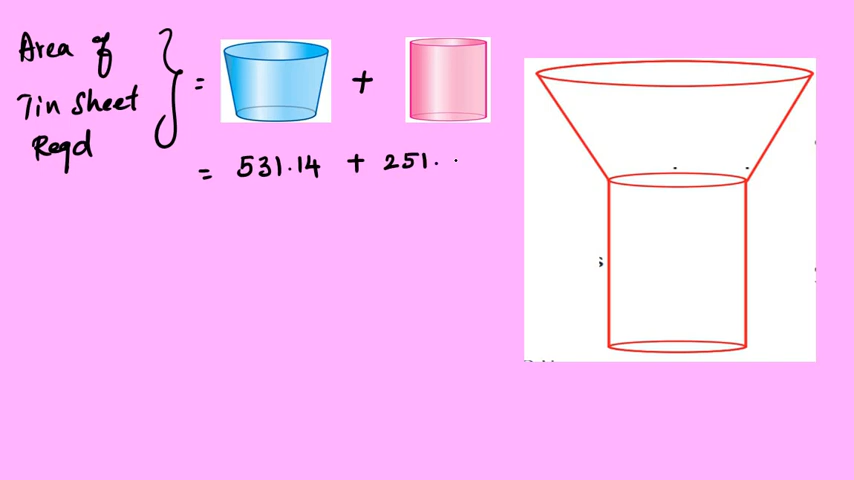 Area of
Tin Sheet
Reqd
= +
= 531.14 + 251.
s